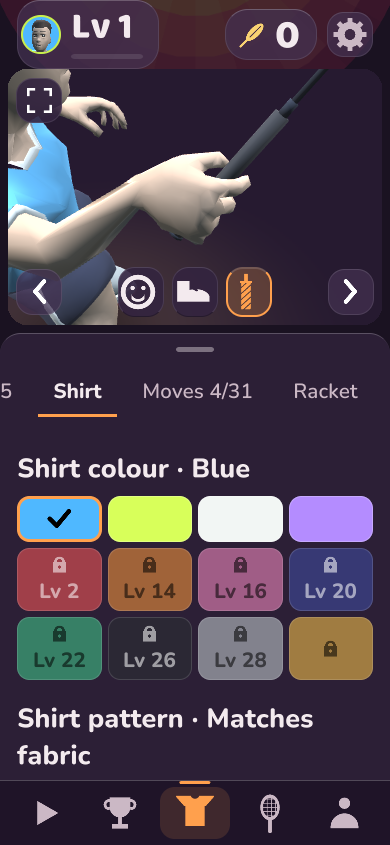 Lv 1
0
5
Shirt
Moves 4/31
Racket
Shirt colour · Blue
Lv 2
Lv 14
Lv 16
Lv 20
Lv 22
Lv 26
Lv 28
Shirt pattern · Matches
fabric